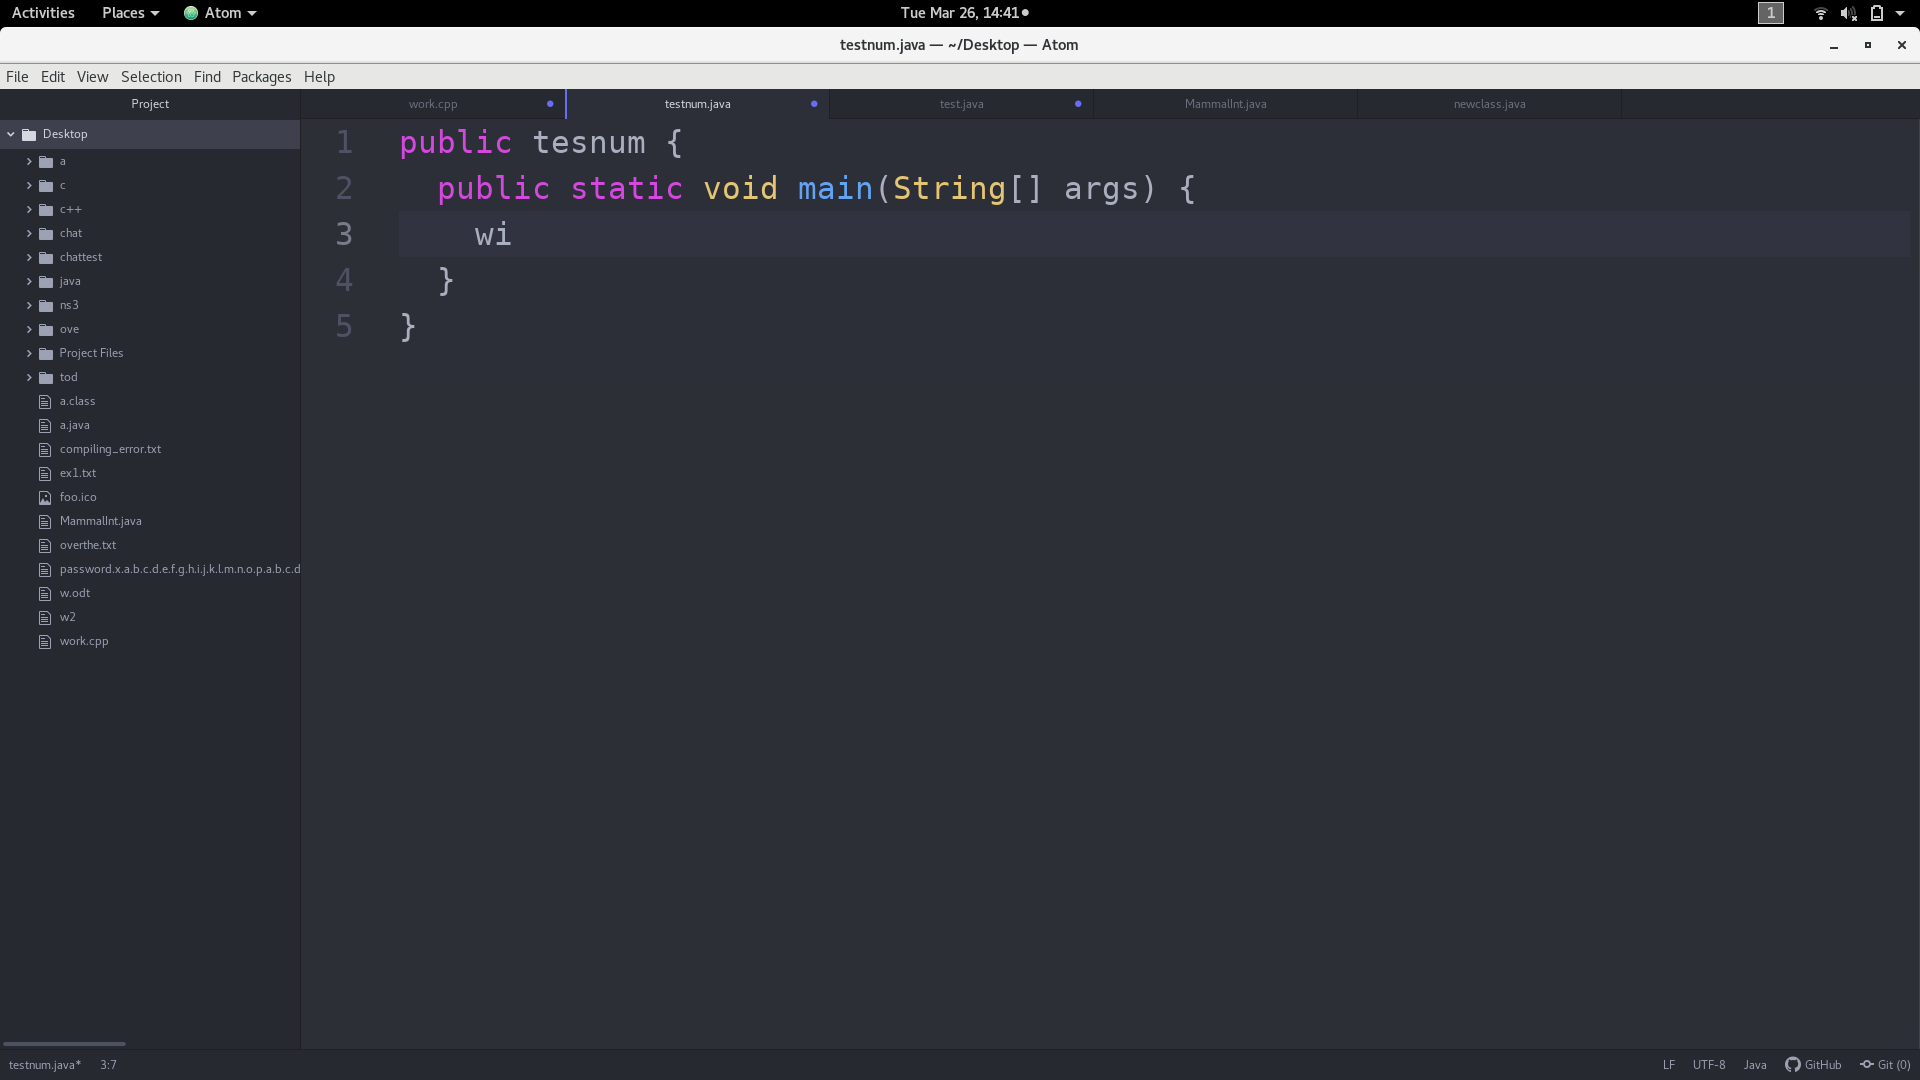 Activities Places Atom Tue Mar 26, 14:41 1
testnum.java — ~/Desktop — Atom
File Edit View Selection Find Packages Help
Project work.cpp testnum.java test.java MammalInt.java newclass.java
Desktop
a
c
c++
chat
chattest
java
ns3
ove
Project Files
tod
a.class
a.java
compiling_error.txt
ex1.txt
foo.ico
MammalInt.java
overthe.txt
password.x.a.b.c.d.e.f.g.h.i.j.k.l.m.n.o.p.a.b.c.d
w.odt
w2
work.cpp
1 public tesnum {
2 public static void main(String[] args) {
3 wi
4 }
5 }
testnum.java* 3:7 LF UTF-8 Java GitHub Git (0)